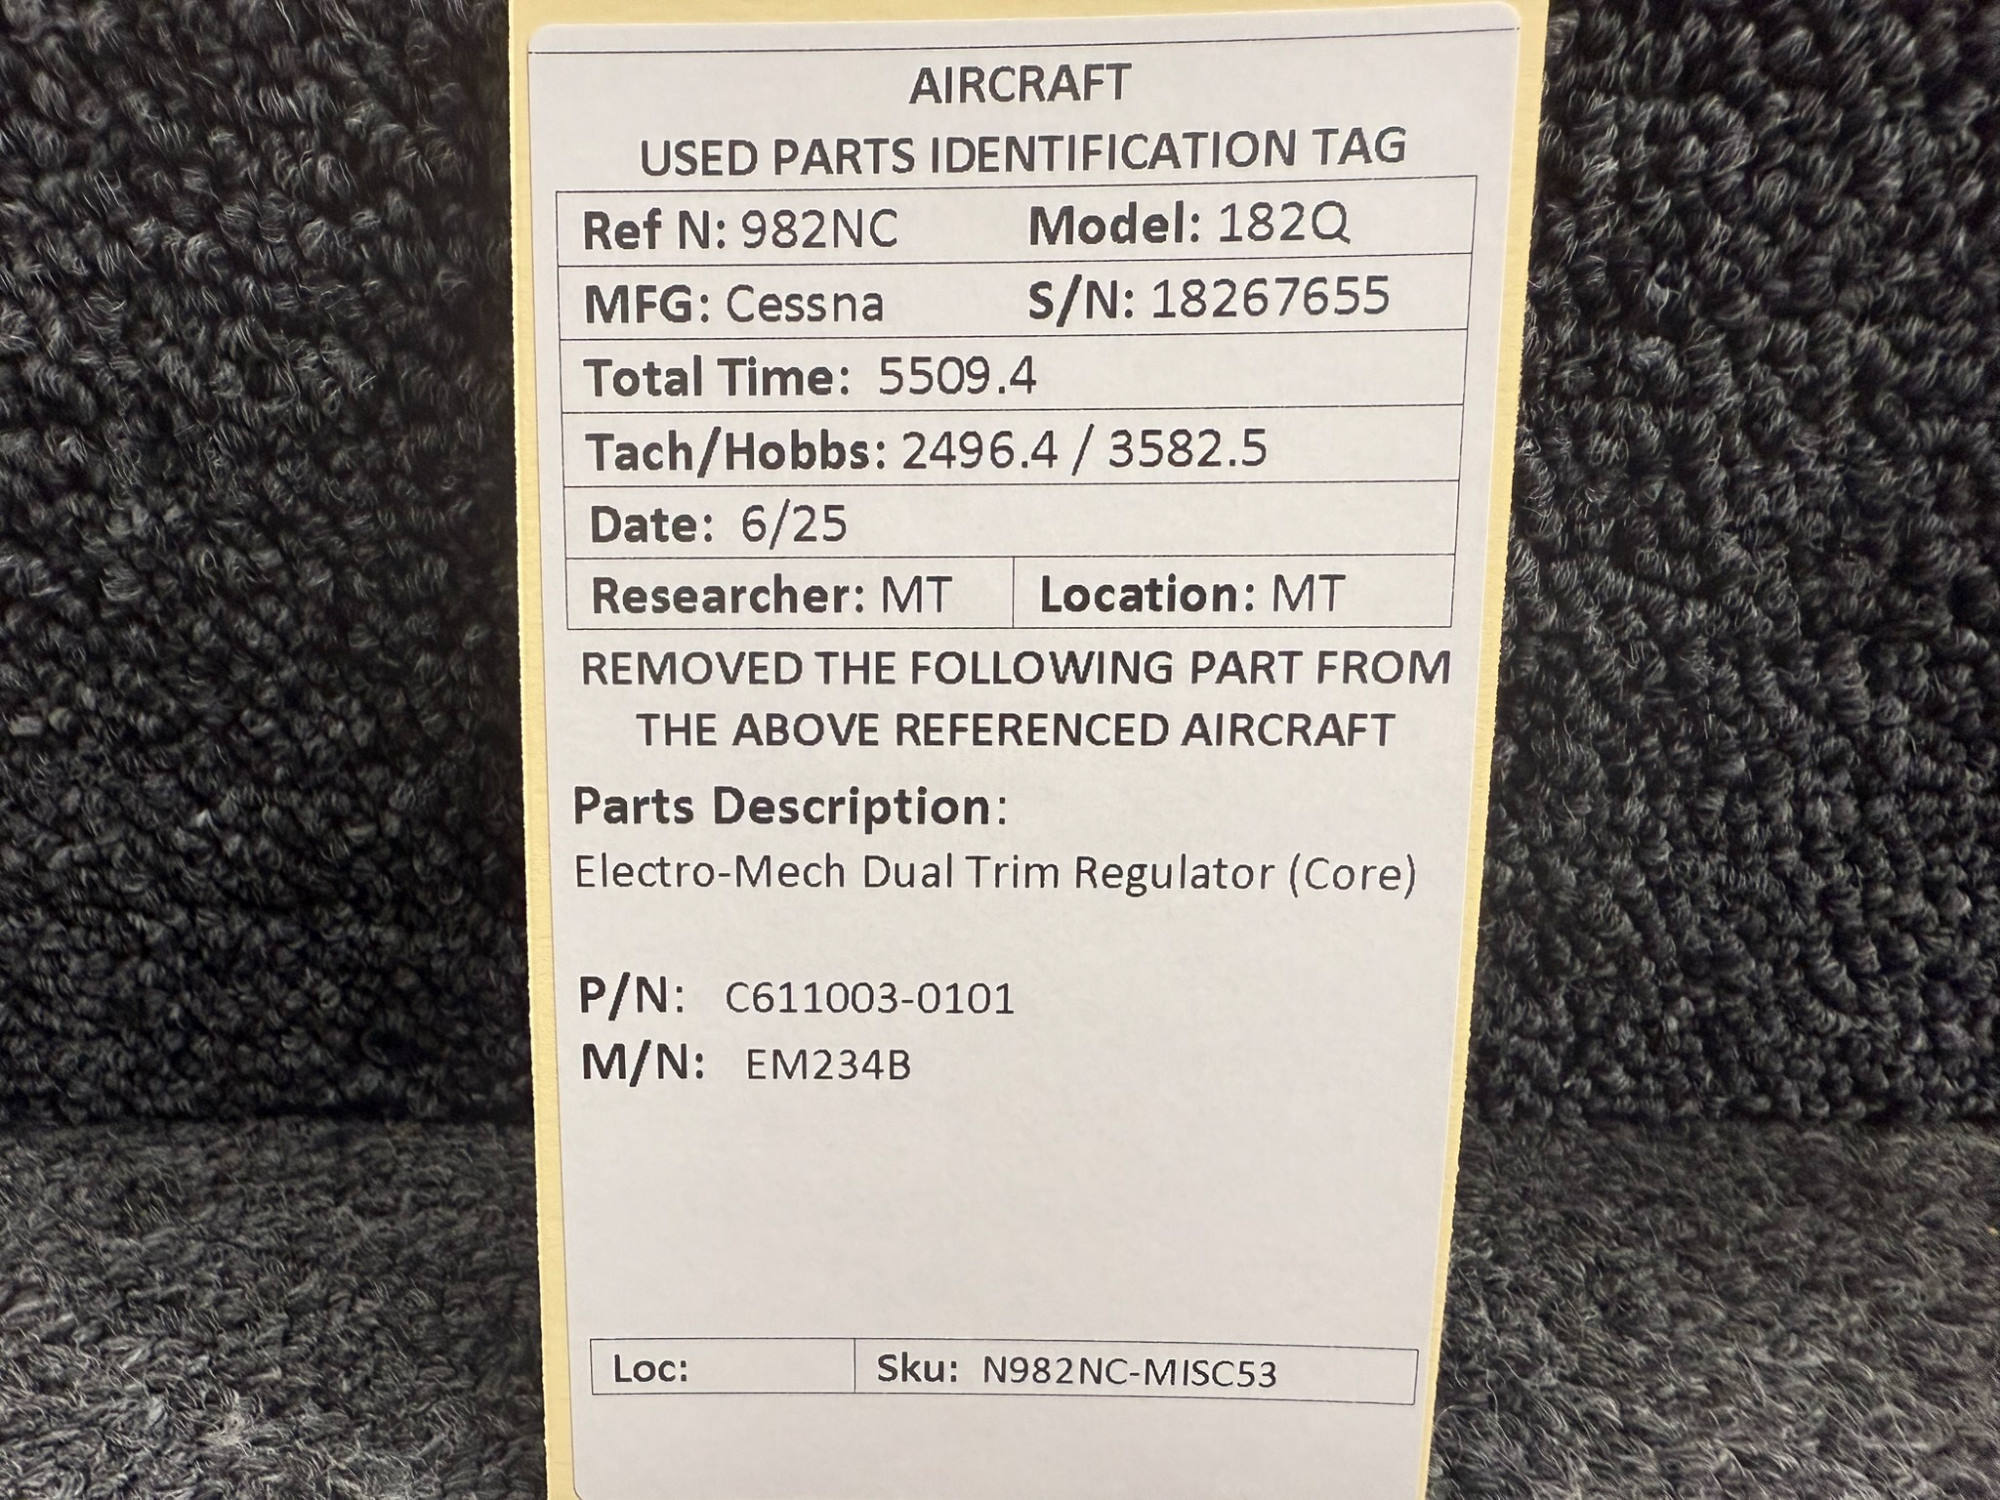 AIRCRAFT
USED PARTS IDENTIFICATION TAG
Ref N: 982NC Model: 182Q
MFG: Cessna S/N: 18267655
Total Time: 5509.4
Tach/Hobbs: 2496.4 / 3582.5
Date: 6/25
Researcher: MT Location: MT
REMOVED THE FOLLOWING PART FROM
THE ABOVE REFERENCED AIRCRAFT
Parts Description:
Electro-Mech Dual Trim Regulator (Core)
P/N: C611003-0101
M/N: EM234B
Loc: Sku: N982NC-MISC53